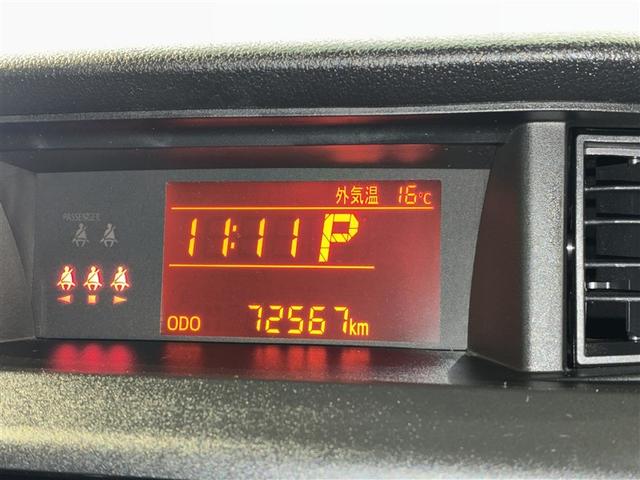 外気温 16°C
PASSENGER
11:11 P
ODO 72567km